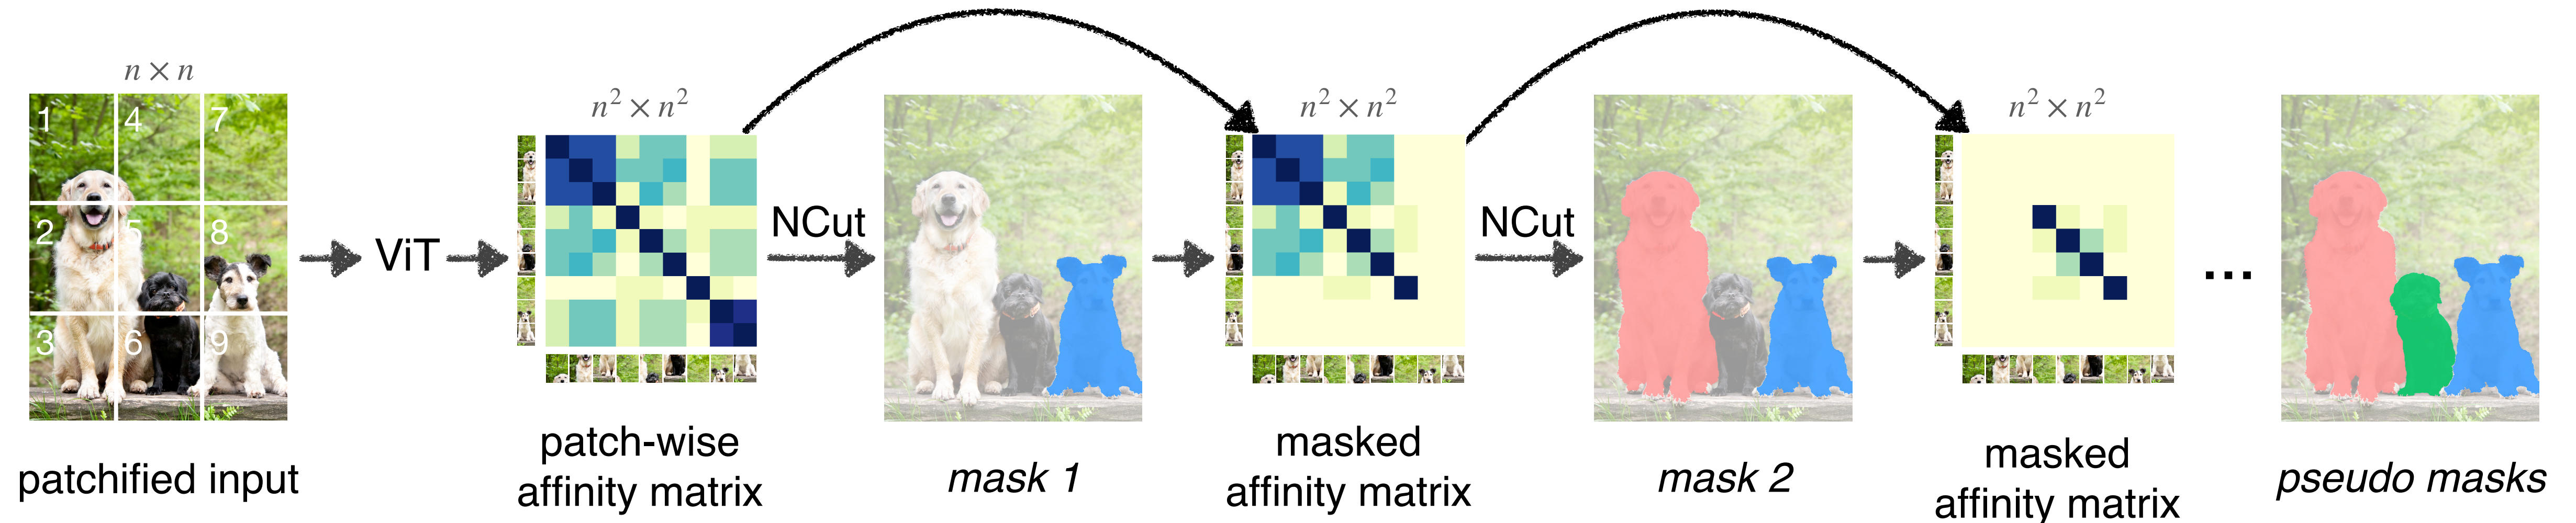 n × n
1 4 7
2 5 8
3 6 9
patchified input
ViT
n² × n²
patch-wise
affinity matrix
NCut
mask 1
n² × n²
masked
affinity matrix
NCut
mask 2
n² × n²
masked
affinity matrix
...
pseudo masks